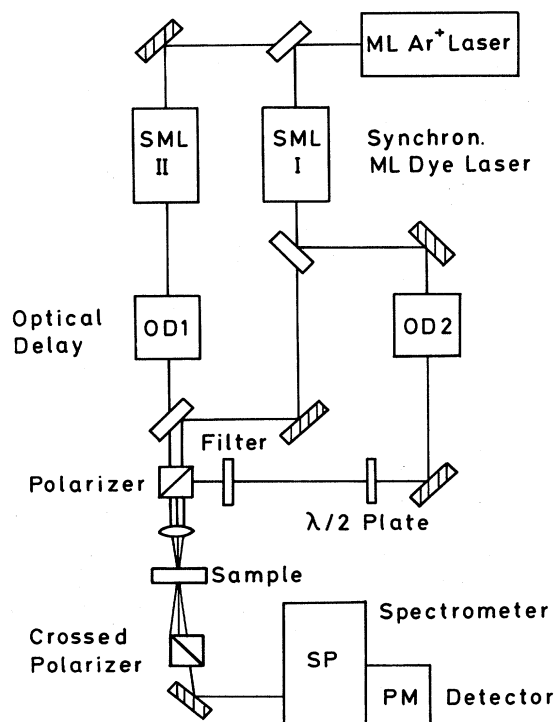 ML Ar+ Laser
SML
II
SML
I
Synchron.
ML Dye Laser
Optical
Delay
OD1
OD2
Filter
Polarizer
λ/2 Plate
Sample
Crossed
Polarizer
Spectrometer
SP
PM
Detector